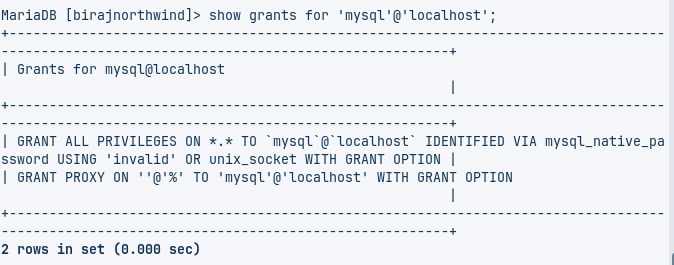 MariaDB [birajnorthwind]> show grants for 'mysql'@'localhost';
+----------------------------------------------------------------------------------
--------------------------------------------------------+
| Grants for mysql@localhost
                                                        |
+----------------------------------------------------------------------------------
--------------------------------------------------------+
| GRANT ALL PRIVILEGES ON *.* TO `mysql`@`localhost` IDENTIFIED VIA mysql_native_pa
ssword USING 'invalid' OR unix_socket WITH GRANT OPTION |
| GRANT PROXY ON ''@'%' TO 'mysql'@'localhost' WITH GRANT OPTION
                                                        |
+----------------------------------------------------------------------------------
--------------------------------------------------------+
2 rows in set (0.000 sec)